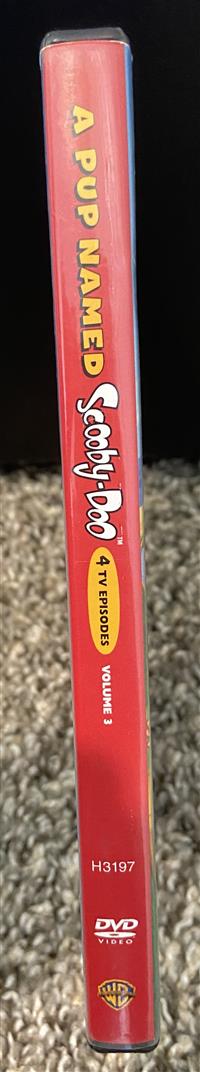 A PUP NAMED
Scooby-Doo™
4 TV EPISODES
VOLUME 3
H3197
DVD
VIDEO
WB